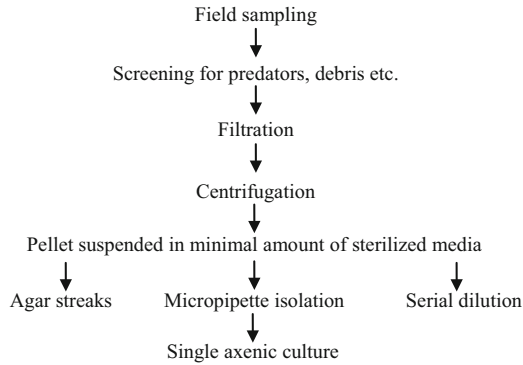 Field sampling
Screening for predators, debris etc.
Filtration
Centrifugation
Pellet suspended in minimal amount of sterilized media
Agar streaks Micropipette isolation Serial dilution
Single axenic culture